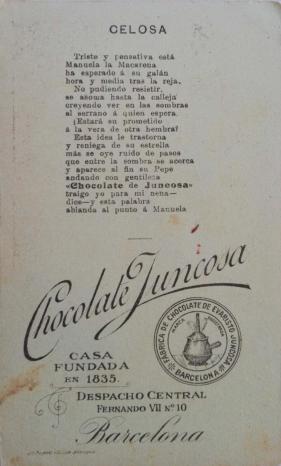 CELOSA
Triste y pensativa está
Manuela la Macarena
ha esperado á su galán
hora y media tras la reja.
No pudiendo resistir,
se asoma hasta la calleja
creyendo ver en las sombras
al serrano á quien espera.
¡Estará su prometido
á la vera de otra hembra!
Esta idea le trastorna
y reniega de su estrella
más se oye ruido de pasos
que entre la sombra se acerca
y aparece al fin su Pepe
andando con gentileza
«Chocolate de Juncosa»
traigo yo para mi nena—
dice—y esta palabra
ablanda al punto á Manuela
Chocolate Juncosa
CASA
FUNDADA
EN 1835.
FÁBRICA DE CHOCOLATE DE EVARISTO JUNCOSA
MARCA
BARCELONA
DESPACHO CENTRAL
FERNANDO VII Nº 10
Barcelona